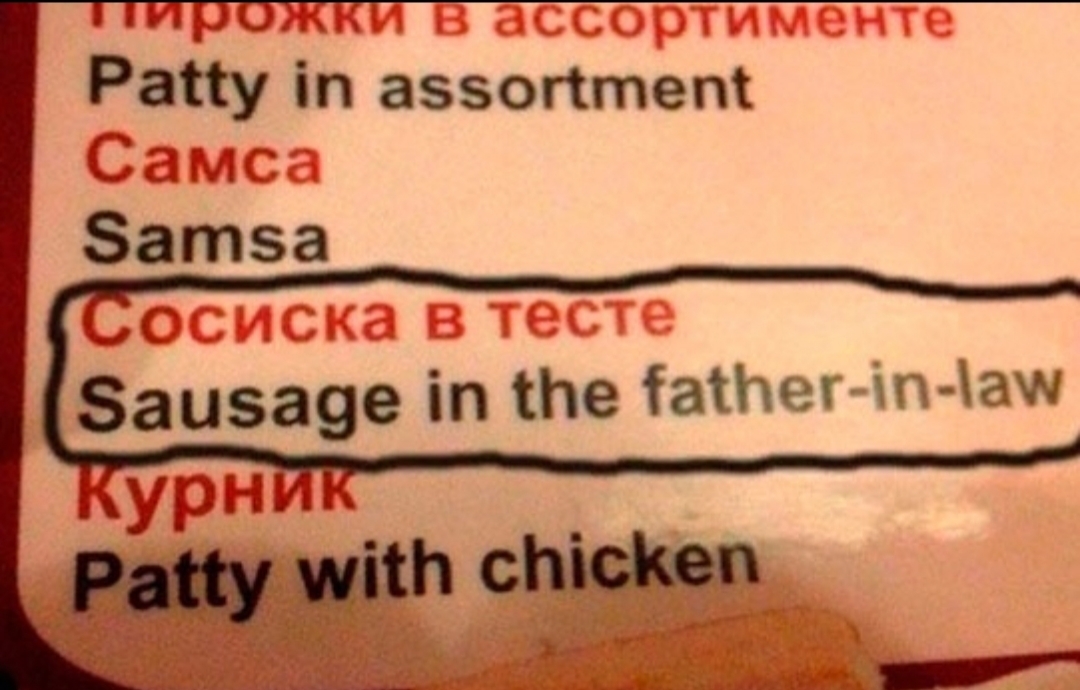 Пирожки в ассортименте
Patty in assortment
Самса
Samsa
Сосиска в тесте
Sausage in the father-in-law
Курник
Patty with chicken